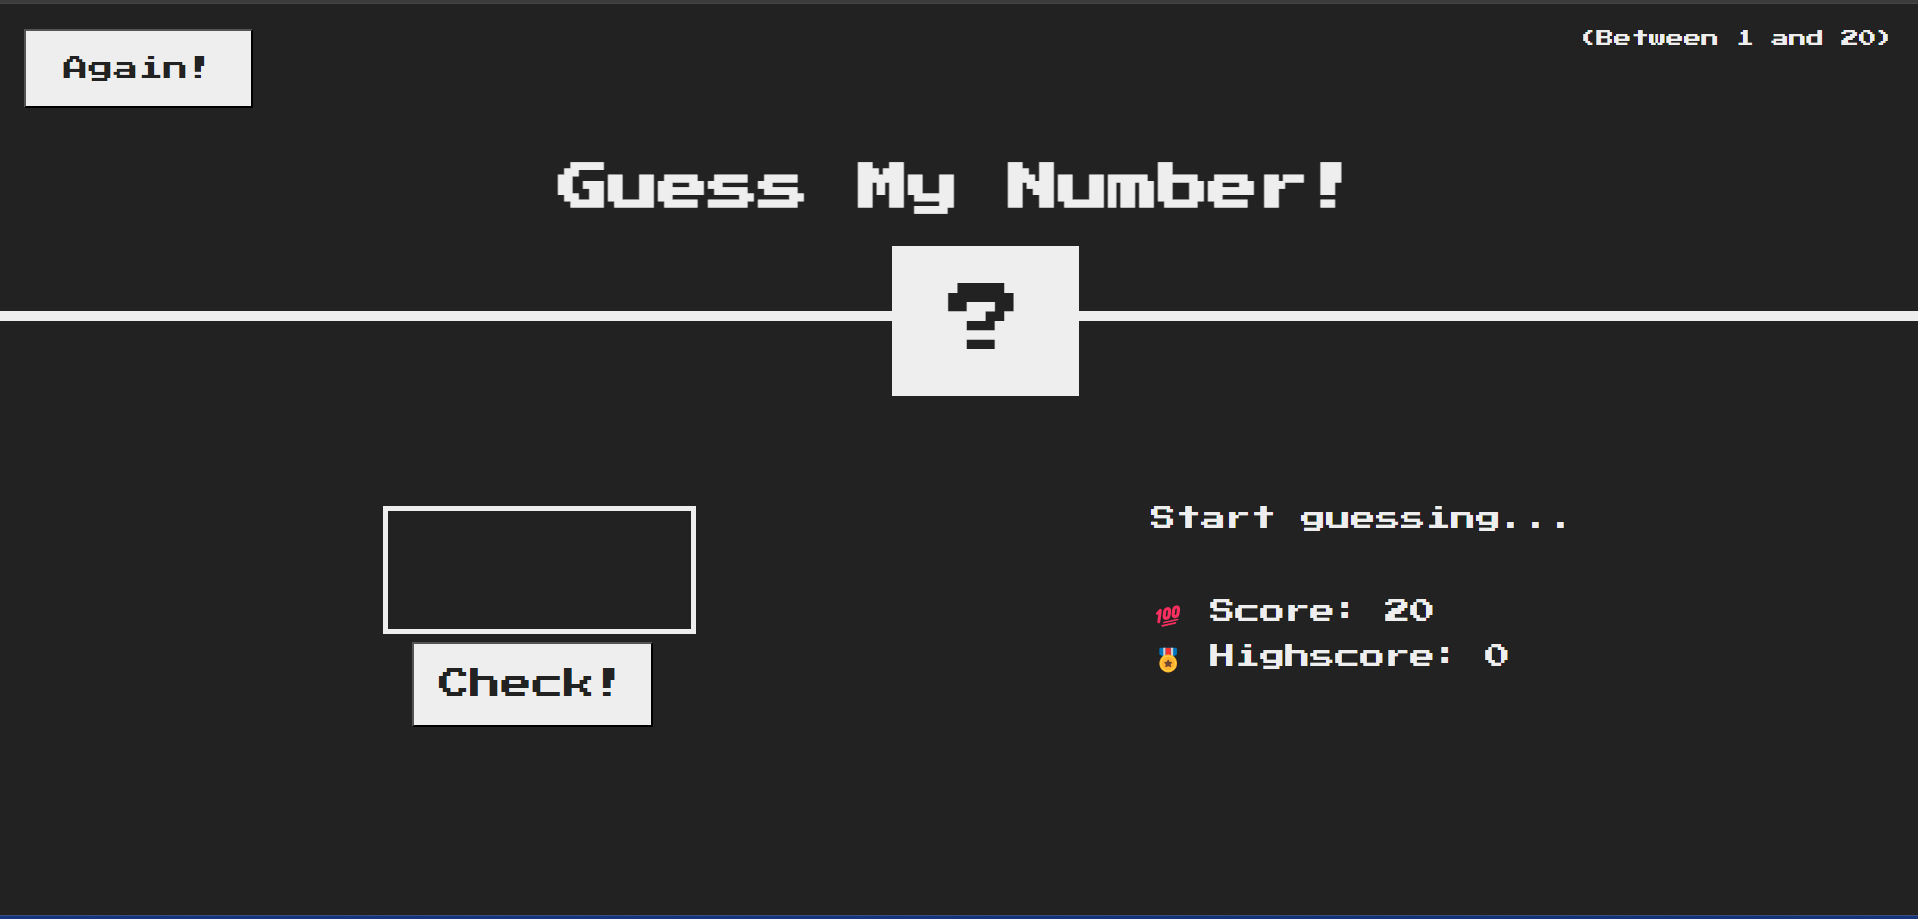 Again!
(Between 1 and 20)
Guess My Number!
?
Start guessing...
💯 Score: 20
🏅 Highscore: 0
Check!